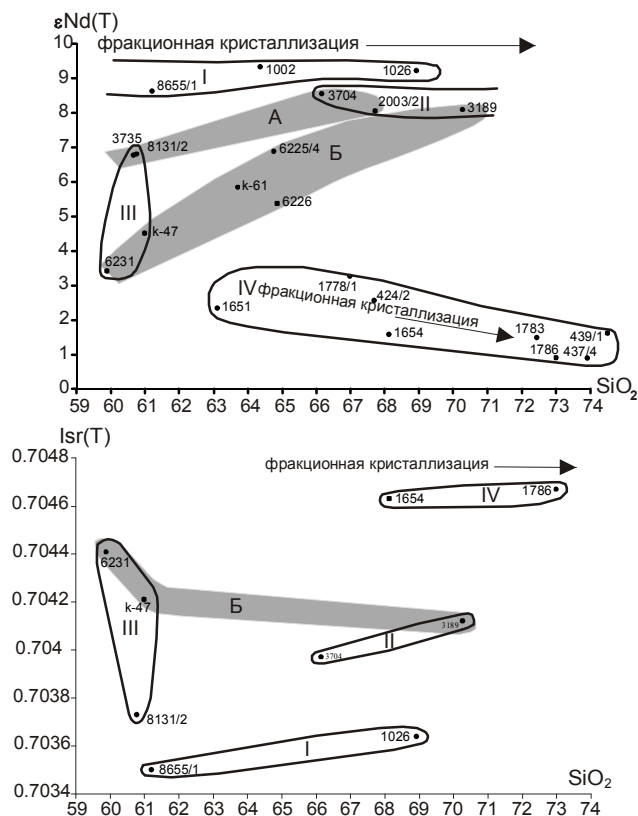 εNd(T)
10
фракционная кристаллизация
9
I
1002
1026
8655/1
8
3704
2003/2
II
3189
А
7
3735
8131/2
6225/4
Б
6
k-61
6226
5
III
k-47
4
6231
3
1778/1
IV
фракционная кристаллизация
424/2
2
1651
1654
1783
439/1
1
1786
437/4
0
SiO2
59 60 61 62 63 64 65 66 67 68 69 70 71 72 73 74
Isr(T)
0.7048
фракционная кристаллизация
0.7046
1654
IV
1786
0.7044
6231
0.7042
k-47
Б
III
3189
0.704
3704
II
0.7038
8131/2
0.7036
1026
I
8655/1
0.7034
SiO2
59 60 61 62 63 64 65 66 67 68 69 70 71 72 73 74